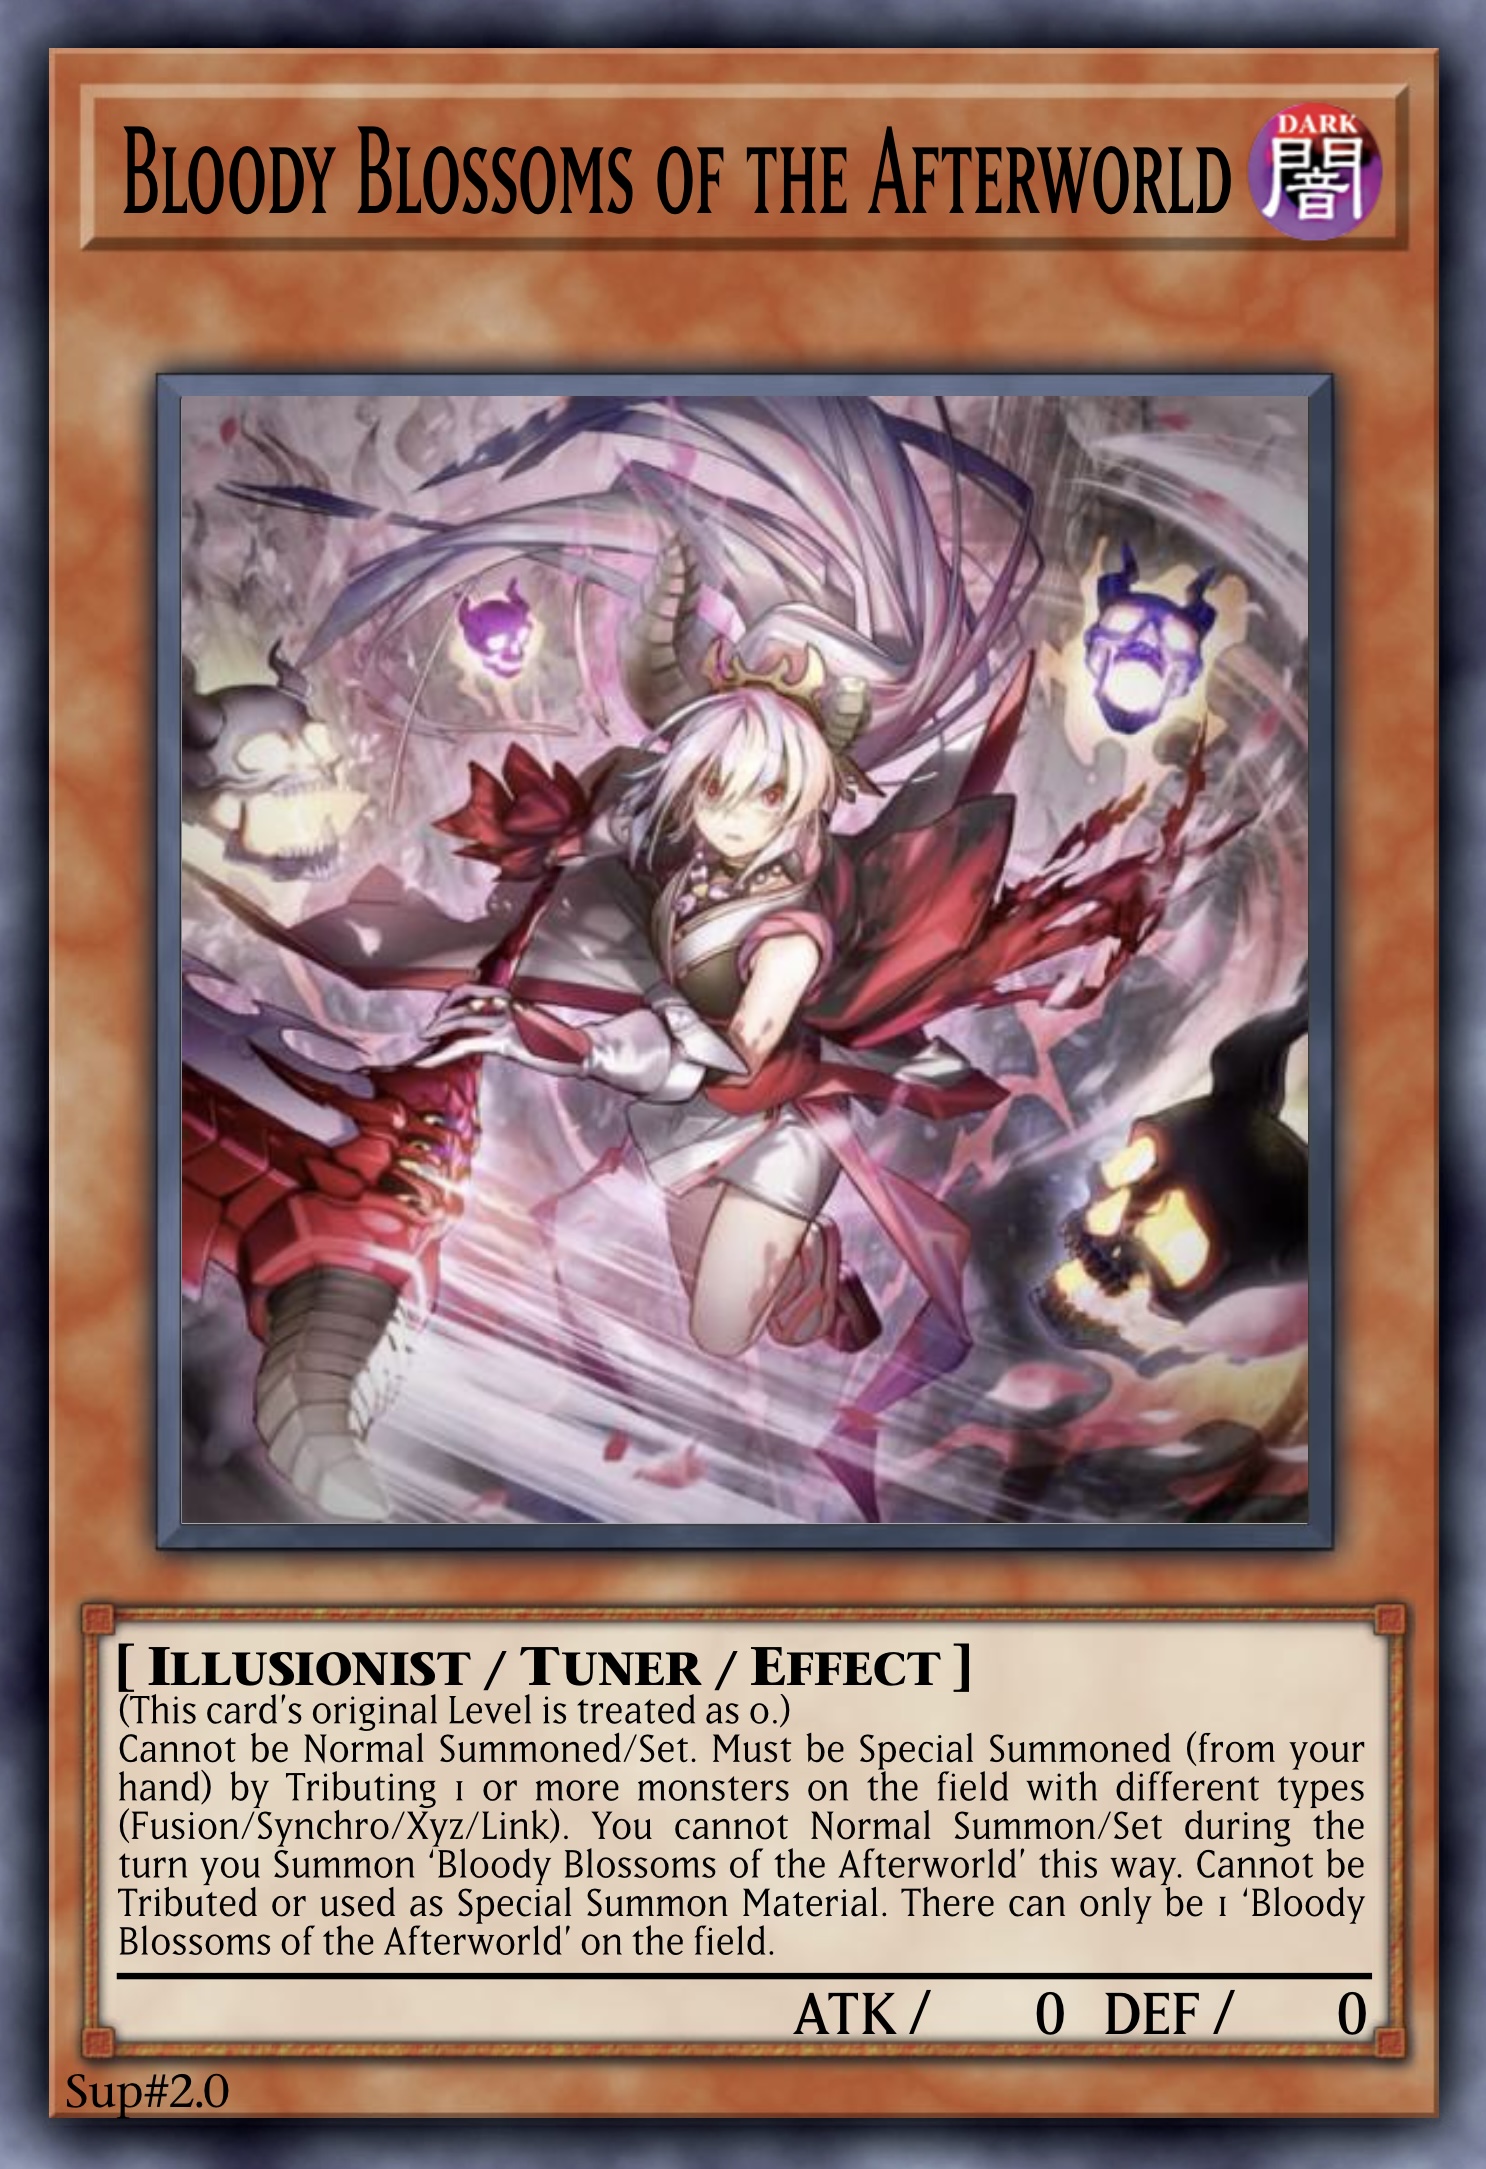 Bloody Blossoms of the Afterworld
DARK
闇
[ Illusionist / Tuner / Effect ]
(This card's original Level is treated as 0.)
Cannot be Normal Summoned/Set. Must be Special Summoned (from your
hand) by Tributing 1 or more monsters on the field with different types
(Fusion/Synchro/Xyz/Link). You cannot Normal Summon/Set during the
turn you Summon ‘Bloody Blossoms of the Afterworld' this way. Cannot be
Tributed or used as Special Summon Material. There can only be 1 ‘Bloody
Blossoms of the Afterworld' on the field.
ATK / 0 DEF / 0
Sup#2.0